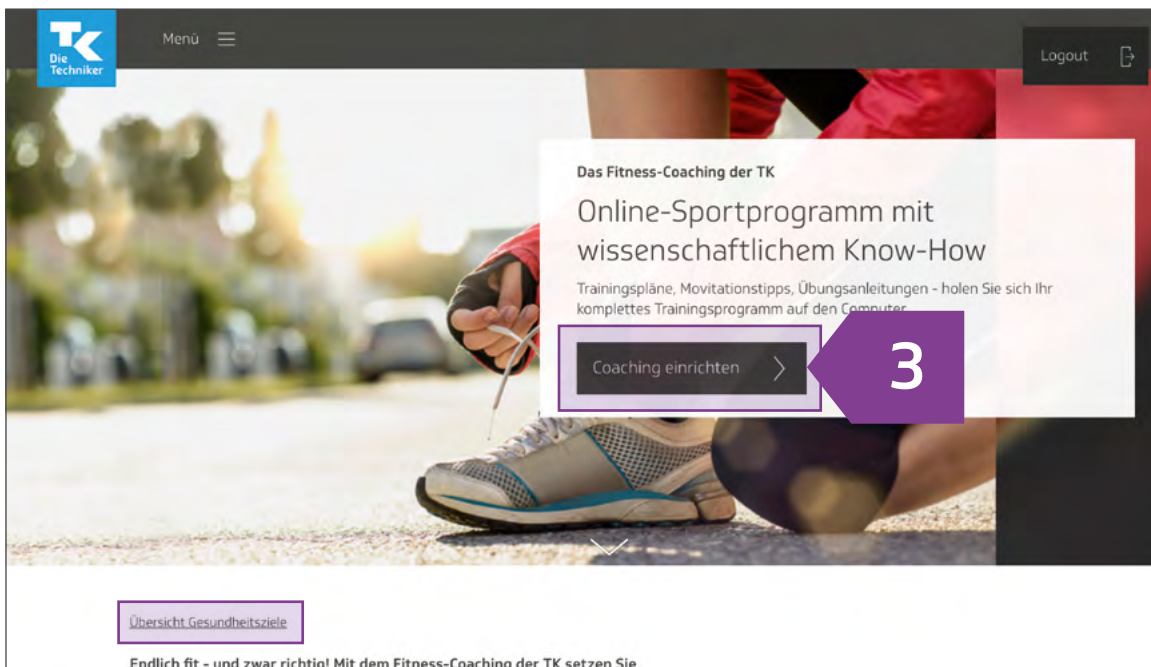 TK
Die
Techniker
Menü
Logout
Das Fitness-Coaching der TK
Online-Sportprogramm mit
wissenschaftlichem Know-How
Trainingspläne, Movitationstipps, Übungsanleitungen - holen Sie sich Ihr
komplettes Trainingsprogramm auf den Computer
Coaching einrichten
3
Übersicht Gesundheitsziele
Endlich fit - und zwar richtig! Mit dem Fitness-Coaching der TK setzen Sie